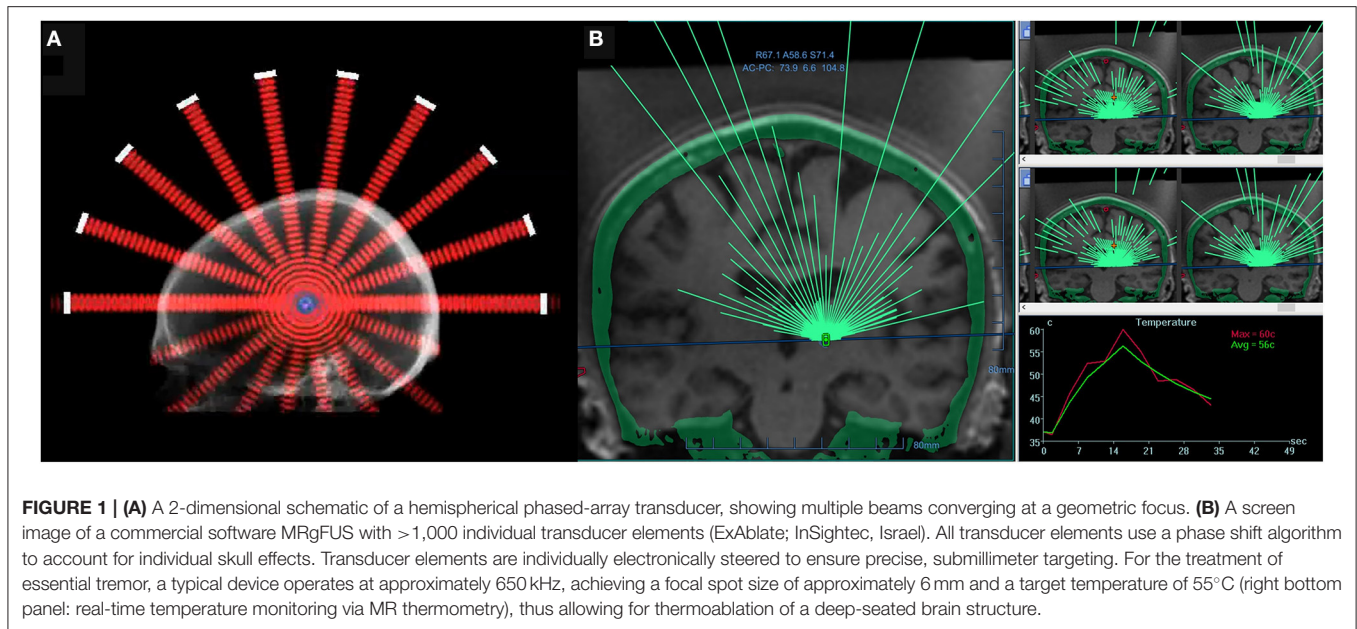 A
B
R67.1 A58.6 S71.4
AC-PC: 73.9 6.6 104.8
80mm
80mm
<
<
c
Temperature
Max = 60c
Avg = 56c
60
55
50
45
40
35
0 7 14 21 28 35 42 49
sec
FIGURE 1 | (A) A 2-dimensional schematic of a hemispherical phased-array transducer, showing multiple beams converging at a geometric focus. (B) A screen
image of a commercial software MRgFUS with >1,000 individual transducer elements (ExAblate; InSightec, Israel). All transducer elements use a phase shift algorithm
to account for individual skull effects. Transducer elements are individually electronically steered to ensure precise, submillimeter targeting. For the treatment of
essential tremor, a typical device operates at approximately 650 kHz, achieving a focal spot size of approximately 6 mm and a target temperature of 55°C (right bottom
panel: real-time temperature monitoring via MR thermometry), thus allowing for thermoablation of a deep-seated brain structure.